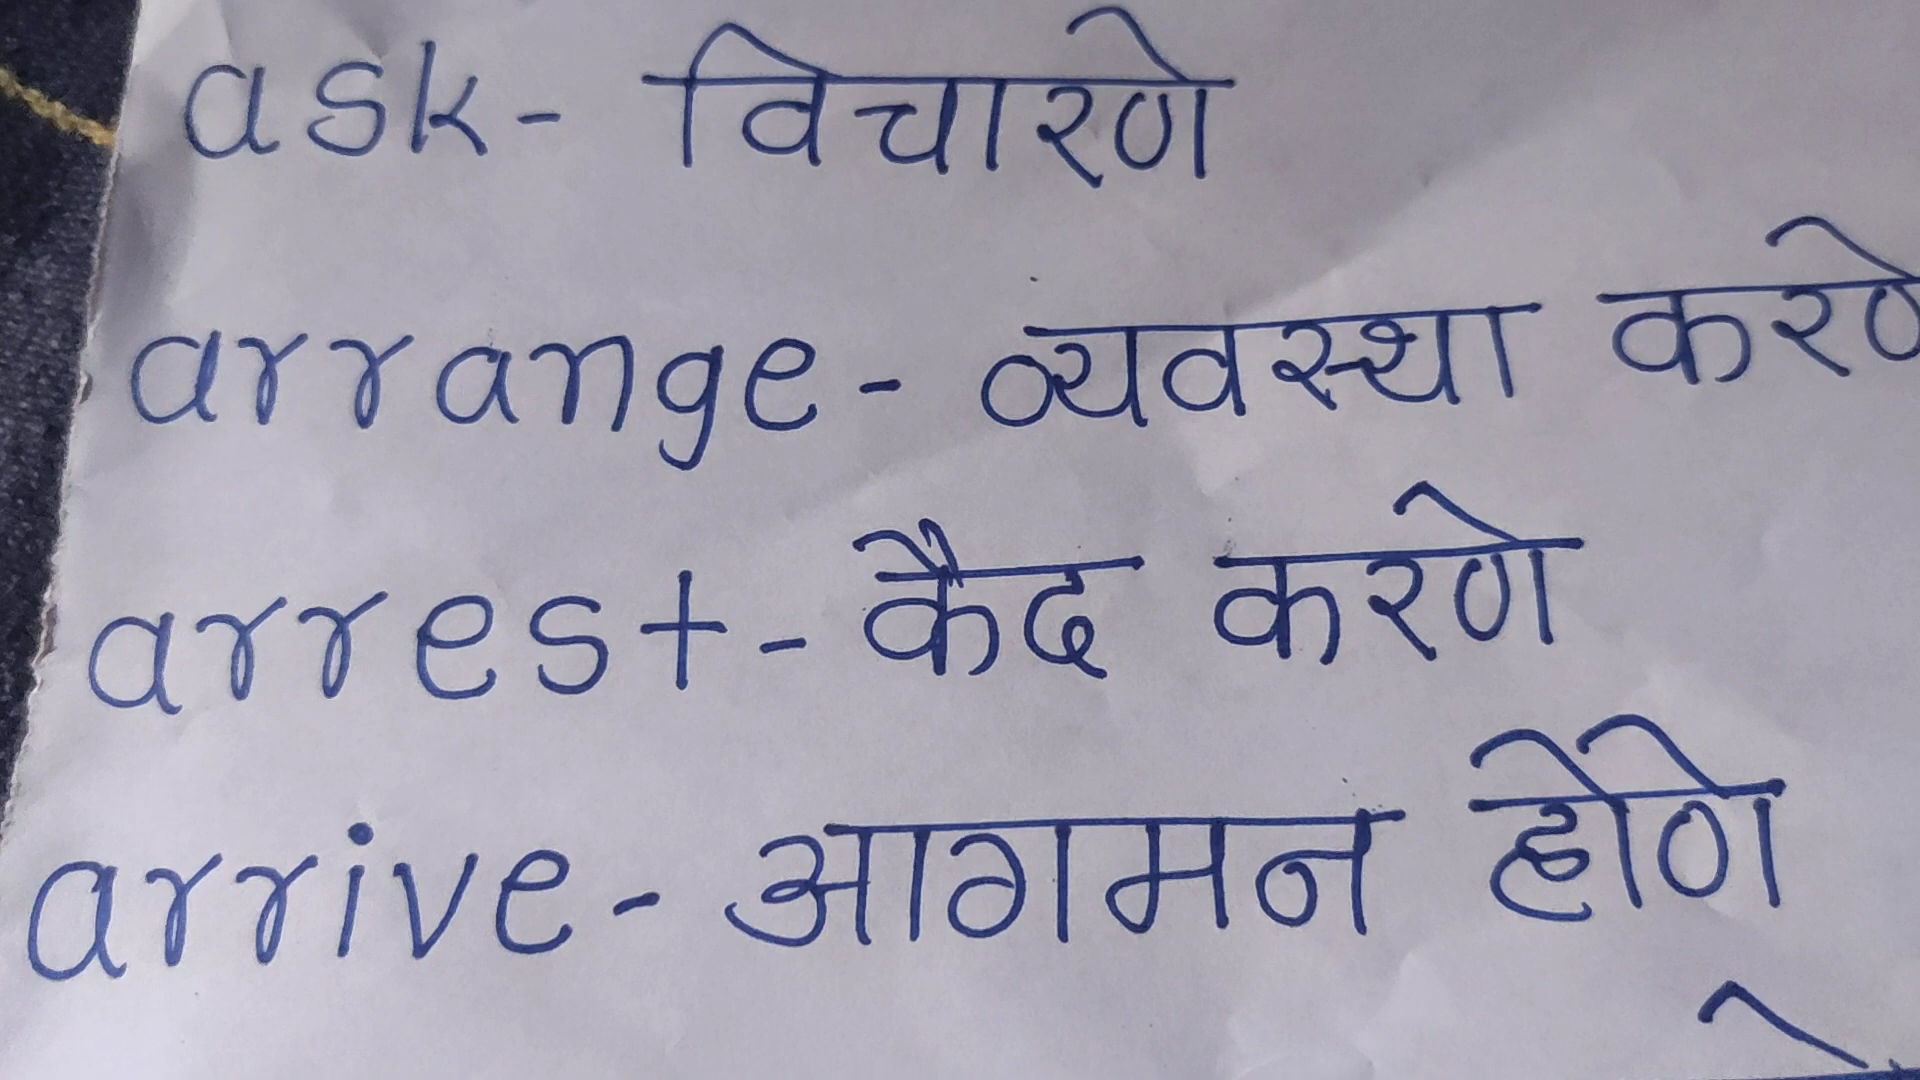 ask - विचारणे
arrange - व्यवस्था करणे
arrest - कैद करणे
arrive - आगमन होणे